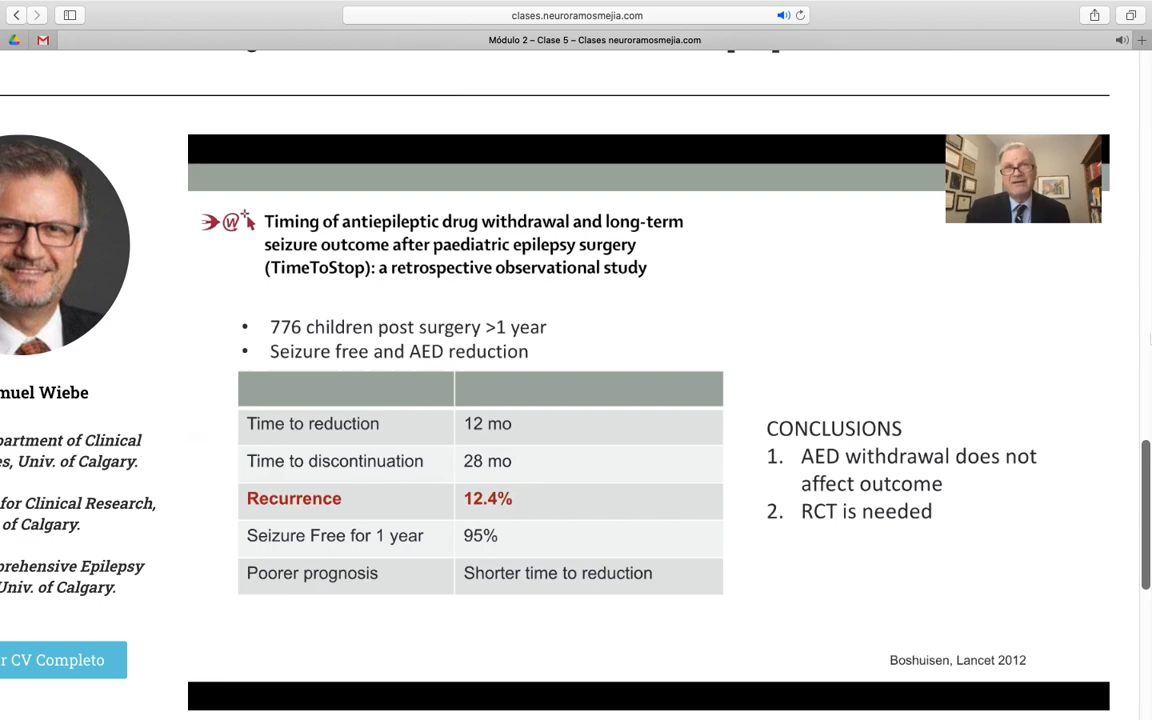 clases.neuroramosmejia.com
Módulo 2 – Clase 5 – Clases neuroramosmejia.com
Timing of antiepileptic drug withdrawal and long-term
seizure outcome after paediatric epilepsy surgery
(TimeToStop): a retrospective observational study
• 776 children post surgery >1 year
• Seizure free and AED reduction
Time to reduction 12 mo
Time to discontinuation 28 mo
Recurrence 12.4%
Seizure Free for 1 year 95%
Poorer prognosis Shorter time to reduction
CONCLUSIONS
1. AED withdrawal does not
affect outcome
2. RCT is needed
Boshuisen, Lancet 2012
muel Wiebe
partment of Clinical
es, Univ. of Calgary.
for Clinical Research,
of Calgary.
prehensive Epilepsy
Univ. of Calgary.
r CV Completo